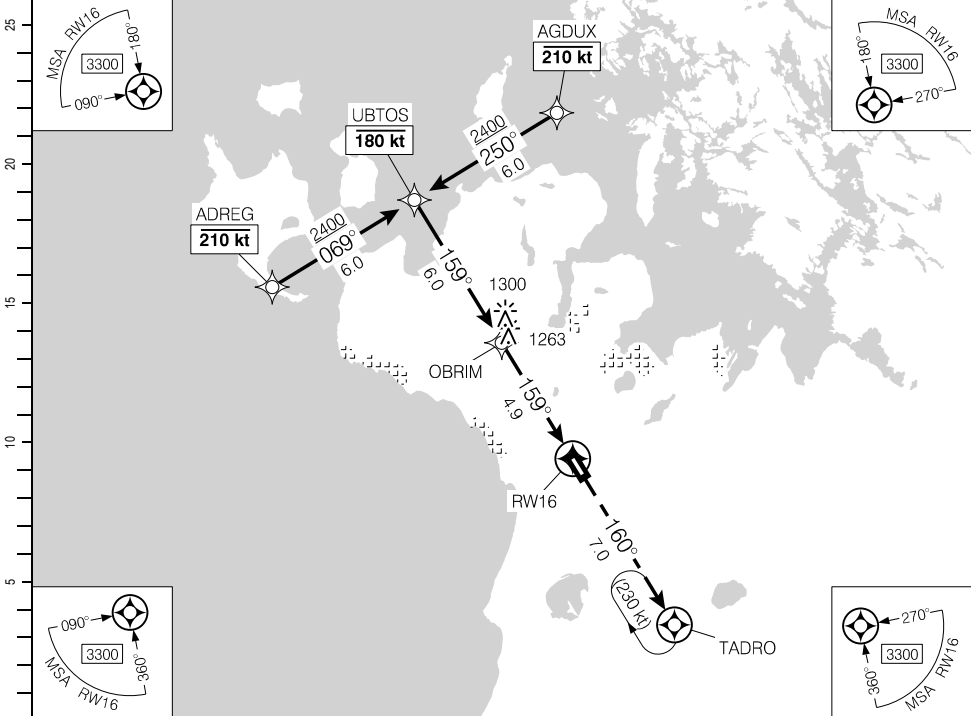 25
20
15
10
5
MSA RW16
180°
3300
090°
MSA RW16
180°
3300
270°
AGDUX
210 kt
UBTOS
180 kt
ADREG
210 kt
2400
250°
6.0
2400
069°
6.0
159°
6.0
1300
1263
OBRIM
159°
4.9
RW16
160°
7.0
(230 kt)
TADRO
090°
3300
360°
MSA RW16
270°
3300
360°
MSA RW16